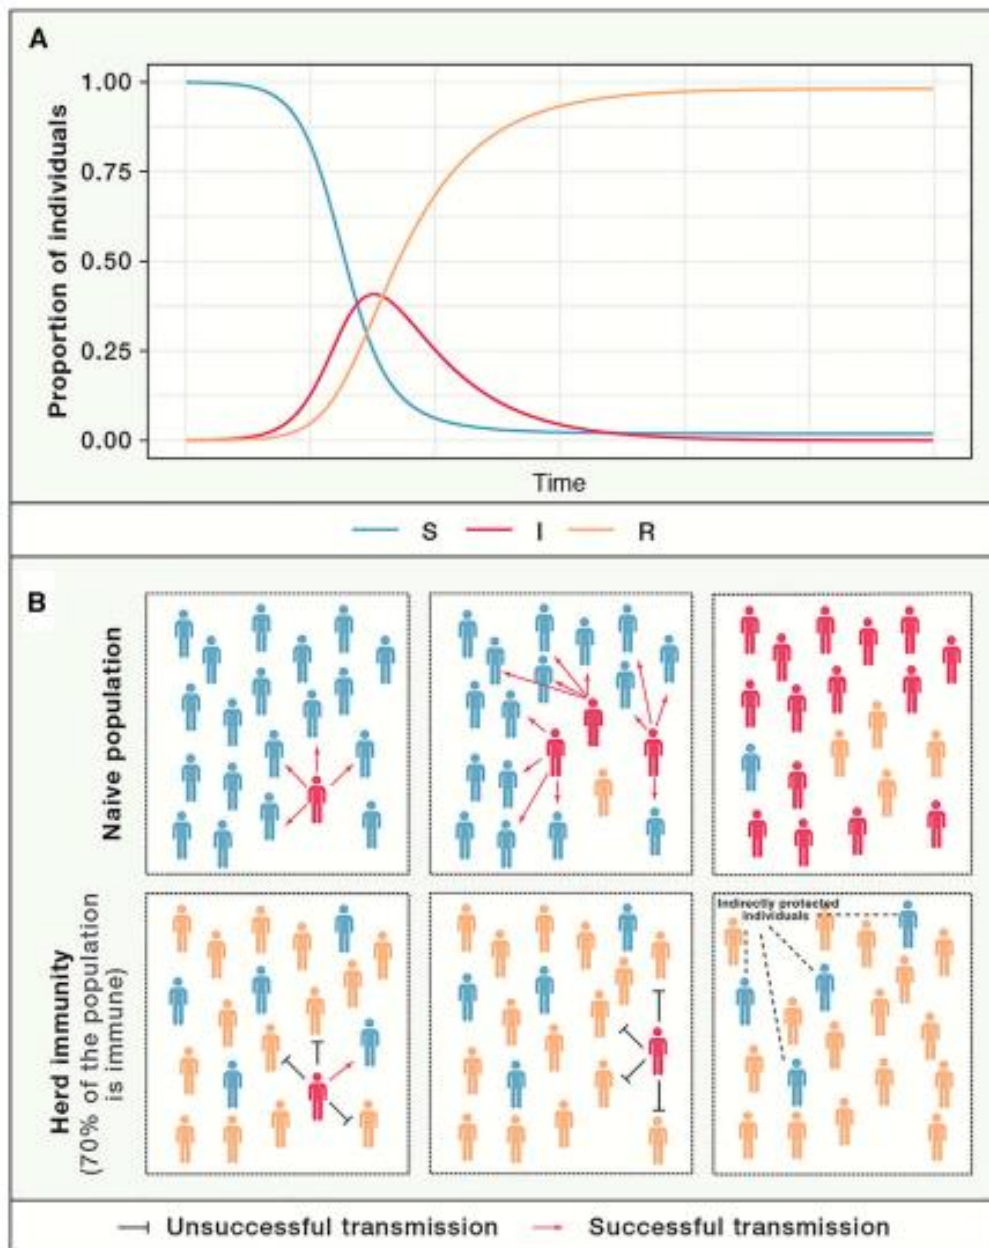 A
Proportion of individuals
1.00
0.75
0.50
0.25
0.00
Time
S I R
B
Naive population
Herd immunity
(70% of the population
is immune)
Indirectly protected
individuals
Unsuccessful transmission Successful transmission